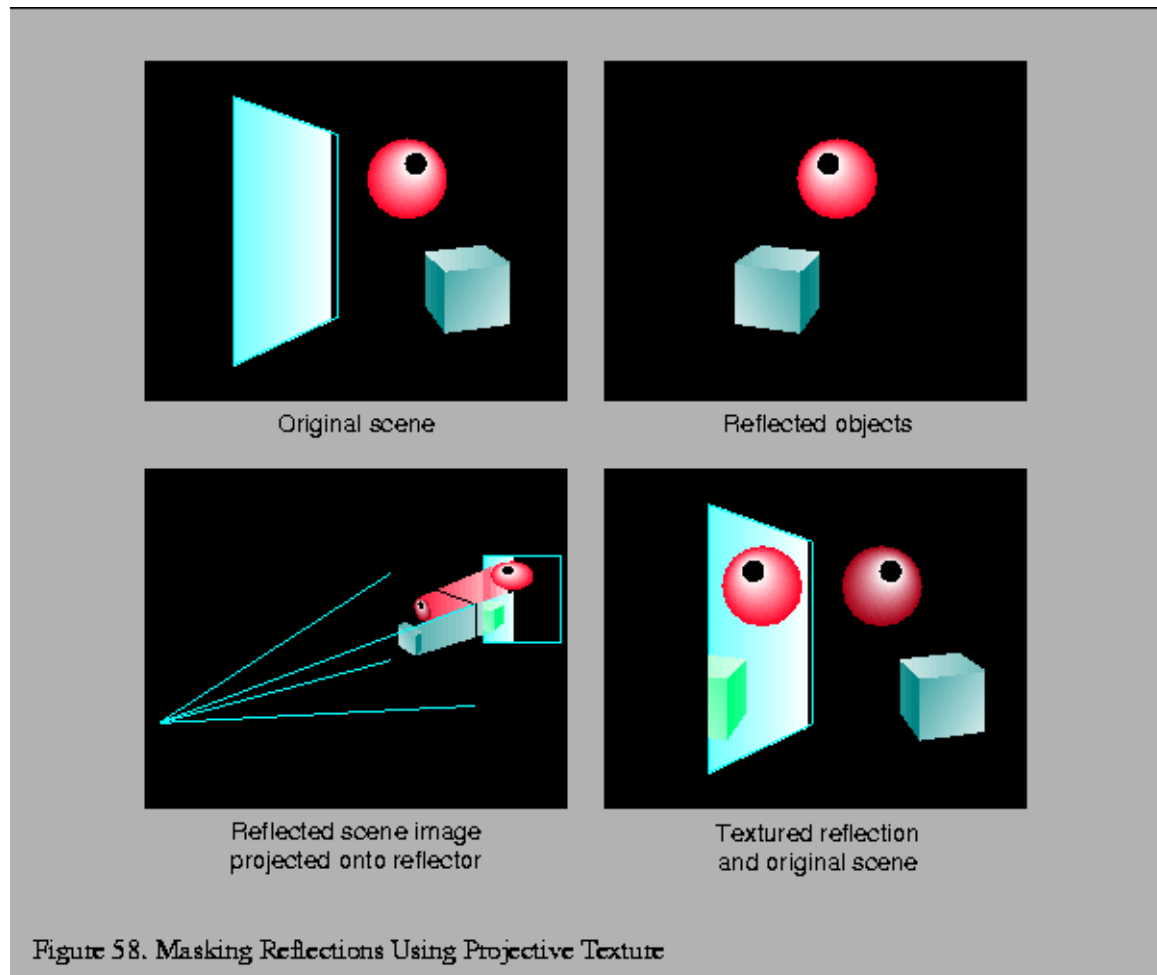 Original scene
Reflected objects
Reflected scene image
projected onto reflector
Textured reflection
and original scene
Figure 58. Masking Reflections Using Projective Texture